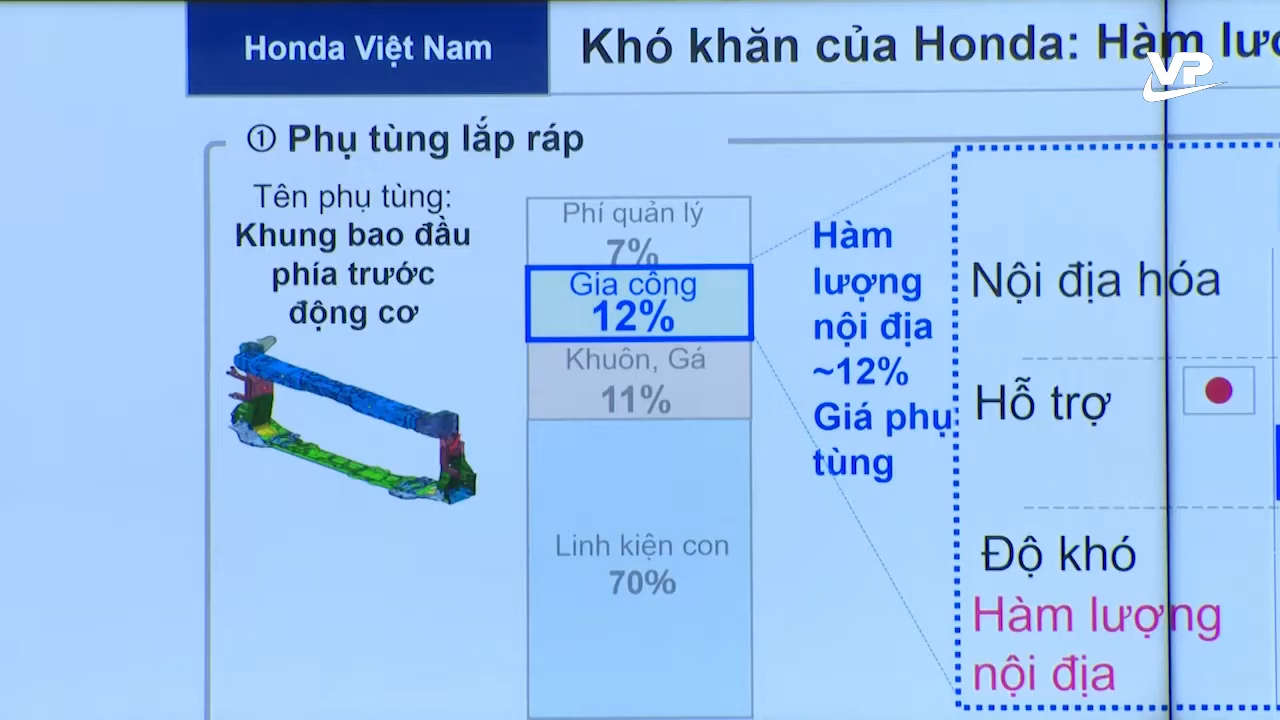 Honda Việt Nam
Khó khăn của Honda: Hàm
VP
① Phụ tùng lắp ráp
Tên phụ tùng:
Khung bao đầu
phía trước
động cơ
Phí quản lý
7%
Gia công
12%
Khuôn, Gá
11%
Linh kiện con
70%
Hàm
lượng
nội địa
~12%
Giá phụ
tùng
Nội địa hóa
Hỗ trợ
Độ khó
Hàm lượng
nội địa